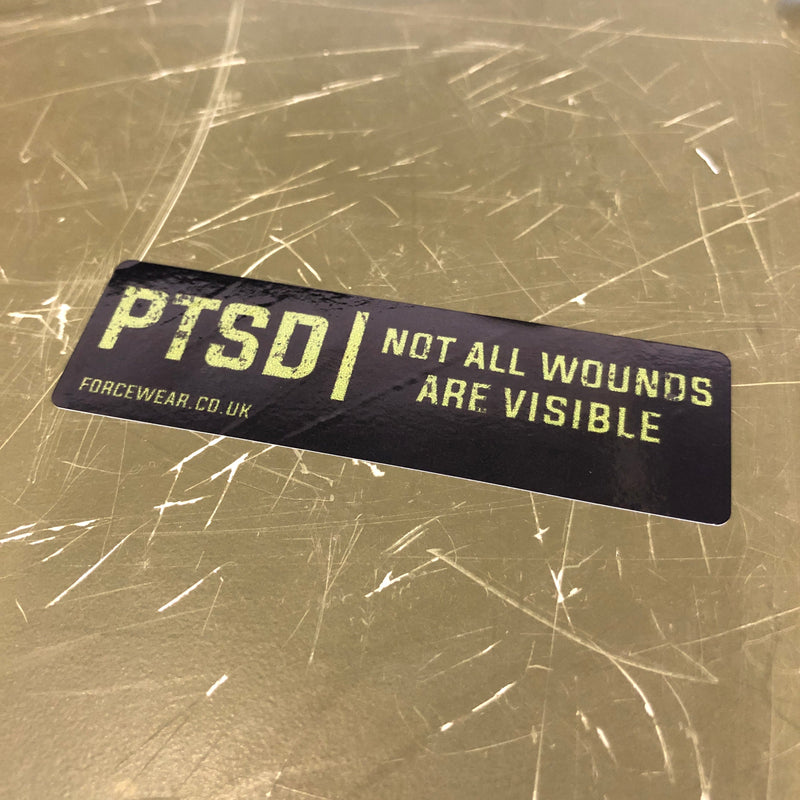 PTSD | NOT ALL WOUNDS
ARE VISIBLE
FORCEWEAR.CO.UK